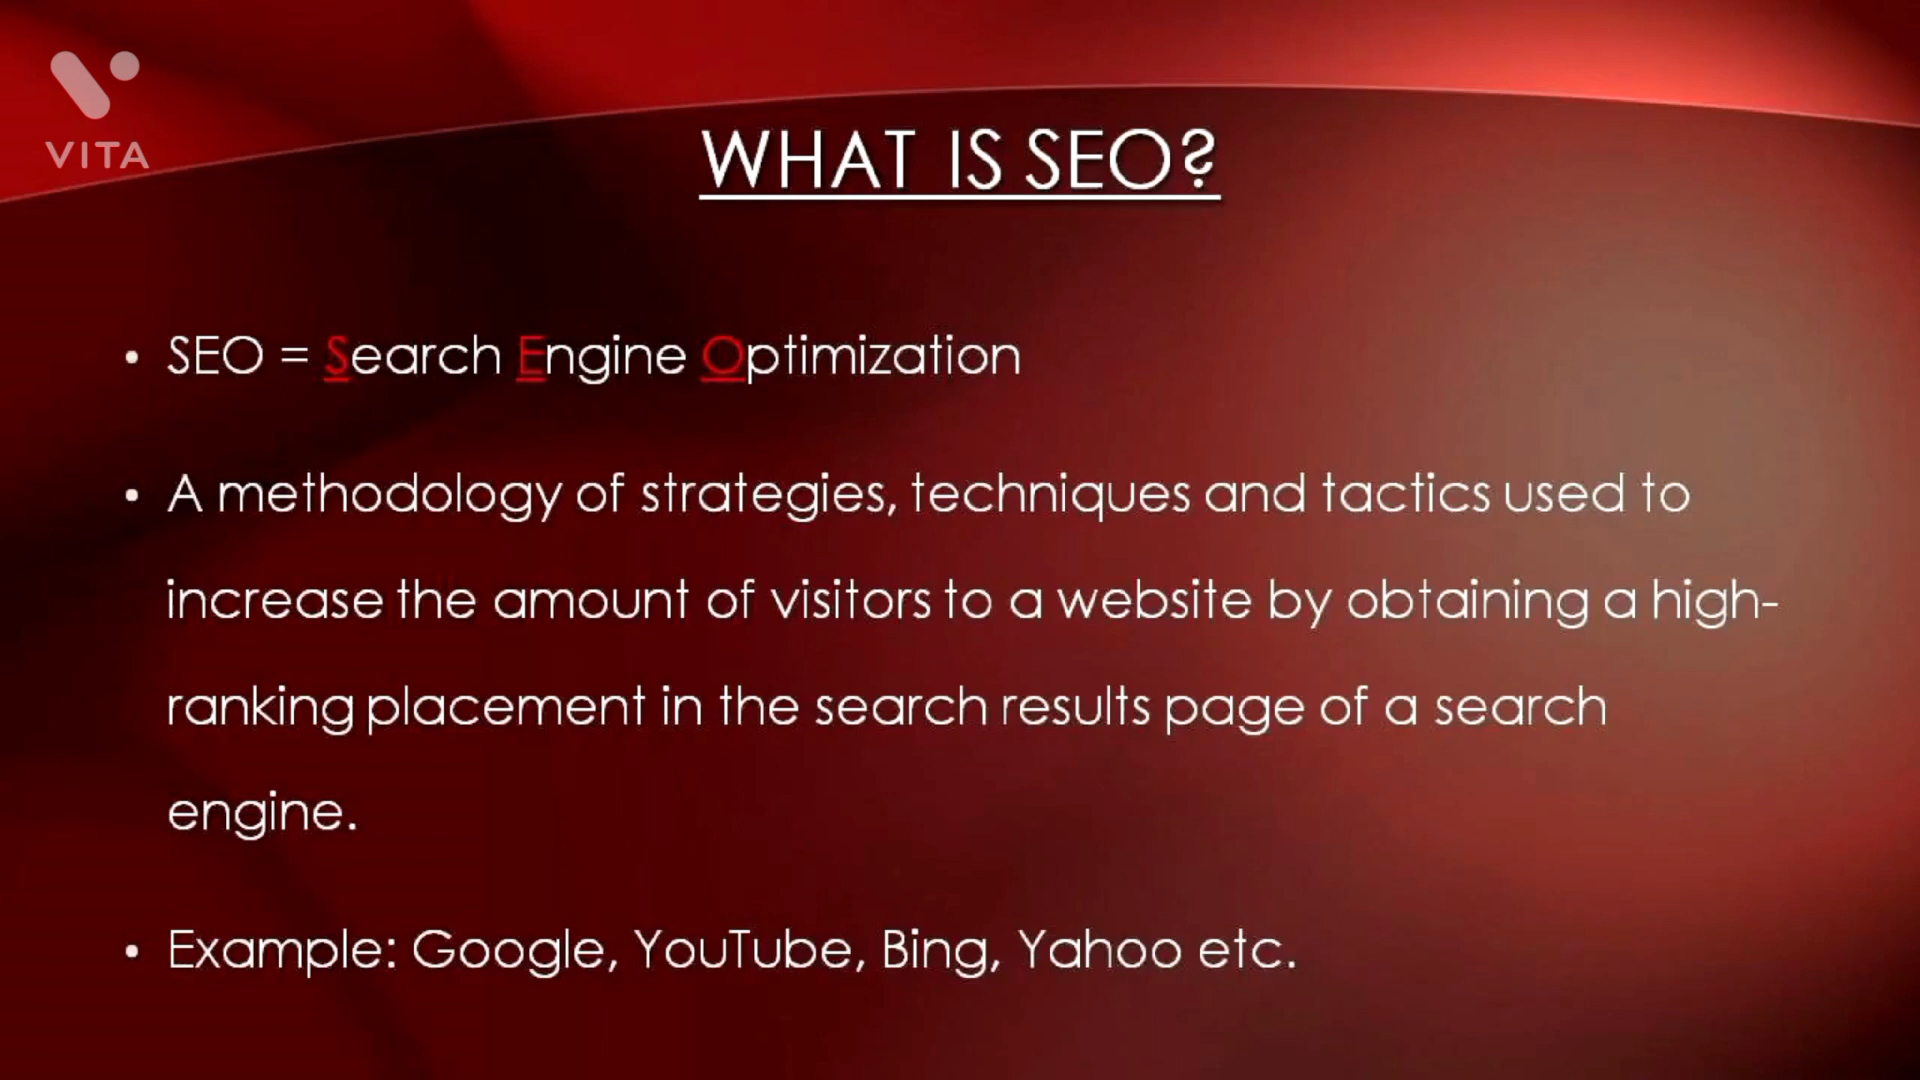 VITA
WHAT IS SEO?
• SEO = Search Engine Optimization
• A methodology of strategies, techniques and tactics used to
increase the amount of visitors to a website by obtaining a high-
ranking placement in the search results page of a search
engine.
• Example: Google, YouTube, Bing, Yahoo etc.